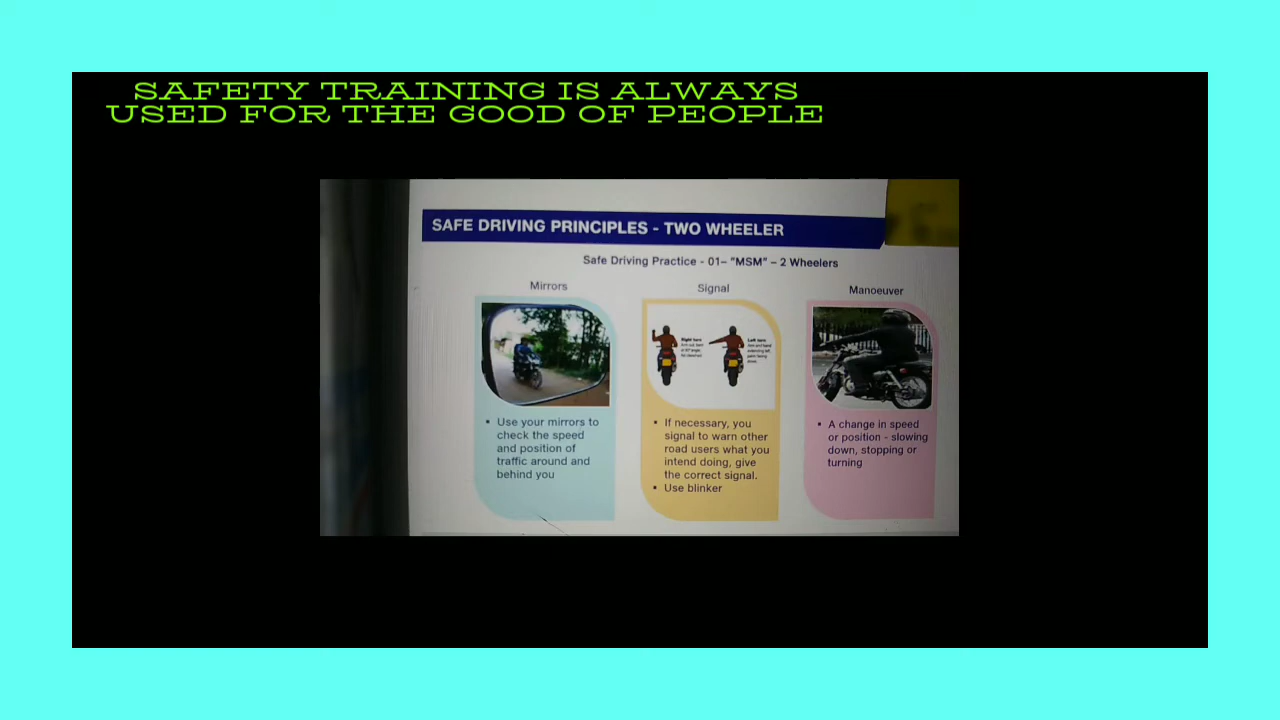 SAFETY TRAINING IS ALWAYS
USED FOR THE GOOD OF PEOPLE
SAFE DRIVING PRINCIPLES - TWO WHEELER
Safe Driving Practice - 01– "MSM" – 2 Wheelers
Mirrors
▪ Use your mirrors to
check the speed
and position of
traffic around and
behind you
Signal
Right turn
Left turn
▪ If necessary, you
signal to warn other
road users what you
intend doing, give
the correct signal.
▪ Use blinker
Manoeuver
▪ A change in speed
or position - slowing
down, stopping or
turning